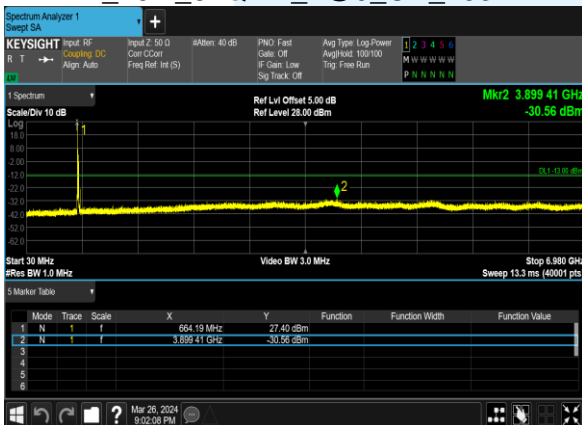 Spectrum Analyzer 1
Swept SA
KEYSIGHT
R T
Input: RF
Coupling: DC
Align: Auto
Input Z: 50 Ω
Corr CCorr
Freq Ref: Int (S)
#Atten: 40 dB
PNO: Fast
Gate: Off
IF Gain: Low
Sig Track: Off
Avg Type: Log-Power
Avg|Hold: 100/100
Trig: Free Run
1 2 3 4 5 6
M W W W W W
P N N N N N
1 Spectrum
Scale/Div 10 dB
Ref Lvl Offset 5.00 dB
Ref Level 28.00 dBm
Mkr2 3.899 41 GHz
-30.56 dBm
Log
18.0
8.00
-2.00
-12.0
-22.0
-32.0
-42.0
-52.0
-62.0
1
2
DL1 -13.00 dBm
Start 30 MHz
#Res BW 1.0 MHz
Video BW 3.0 MHz
Stop 6.980 GHz
Sweep 13.3 ms (40001 pts)
5 Marker Table
Mode Trace Scale X Y Function Function Width Function Value
1 N 1 f 664.19 MHz 27.40 dBm
2 N 1 f 3.899 41 GHz -30.56 dBm
3
4
5
6
?
Mar 26, 2024
9:02:08 PM